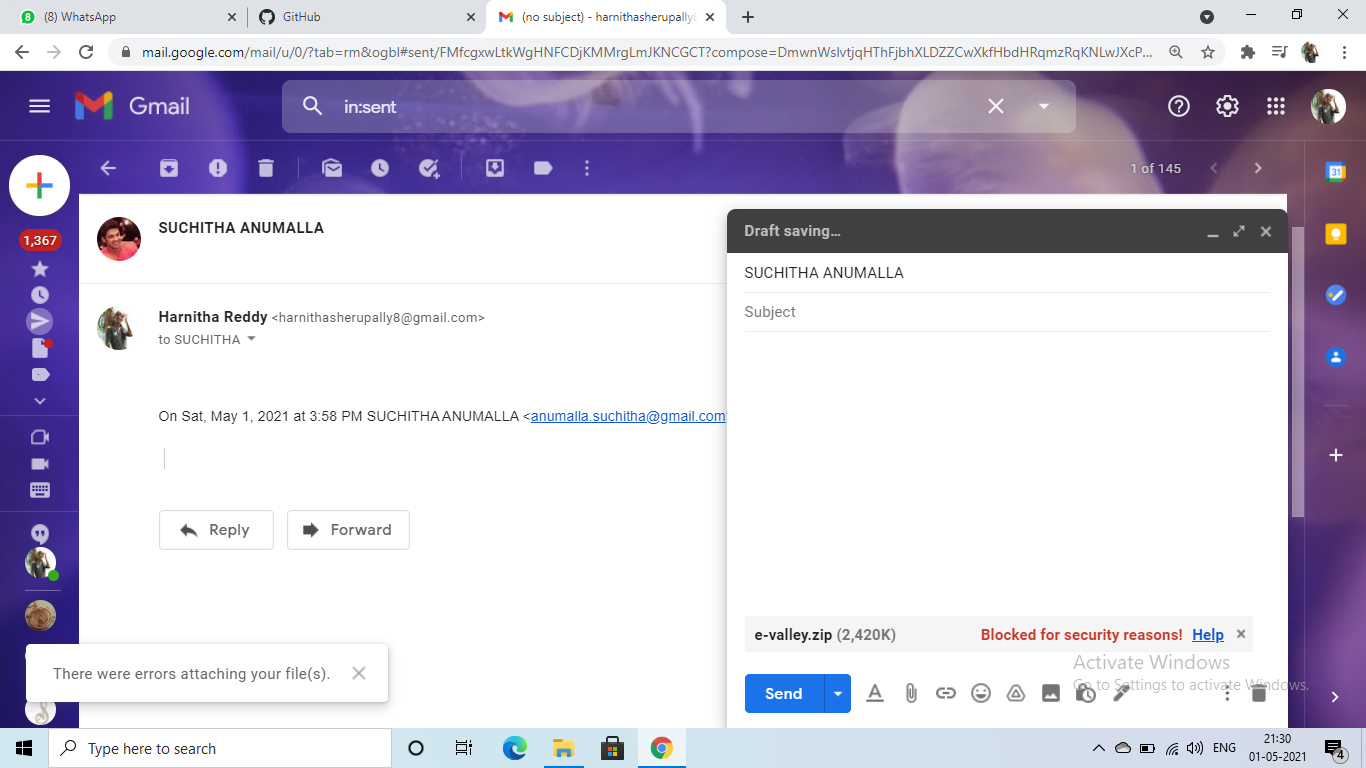 (8) WhatsApp
GitHub
(no subject) - harnithasherupally8
mail.google.com/mail/u/0/?tab=rm&ogbl#sent/FMfcgxwLtkWgHNFCDjKMMrgLmJKNCGCT?compose=DmwnWslvtjqHThFjbhXLDZZCwXkfHbdHRqmzRqKNLwJXcP...
Gmail
in:sent
1 of 145
1,367
SUCHITHA ANUMALLA
Harnitha Reddy <harnithasherupally8@gmail.com>
to SUCHITHA
On Sat, May 1, 2021 at 3:58 PM SUCHITHA ANUMALLA <anumalla.suchitha@gmail.com
Reply
Forward
Draft saving...
SUCHITHA ANUMALLA
Subject
e-valley.zip (2,420K) Blocked for security reasons! Help
Send
31
There were errors attaching your file(s).
Activate Windows
Go to Settings to activate Windows.
Type here to search
ENG
21:30
01-05-2021
4